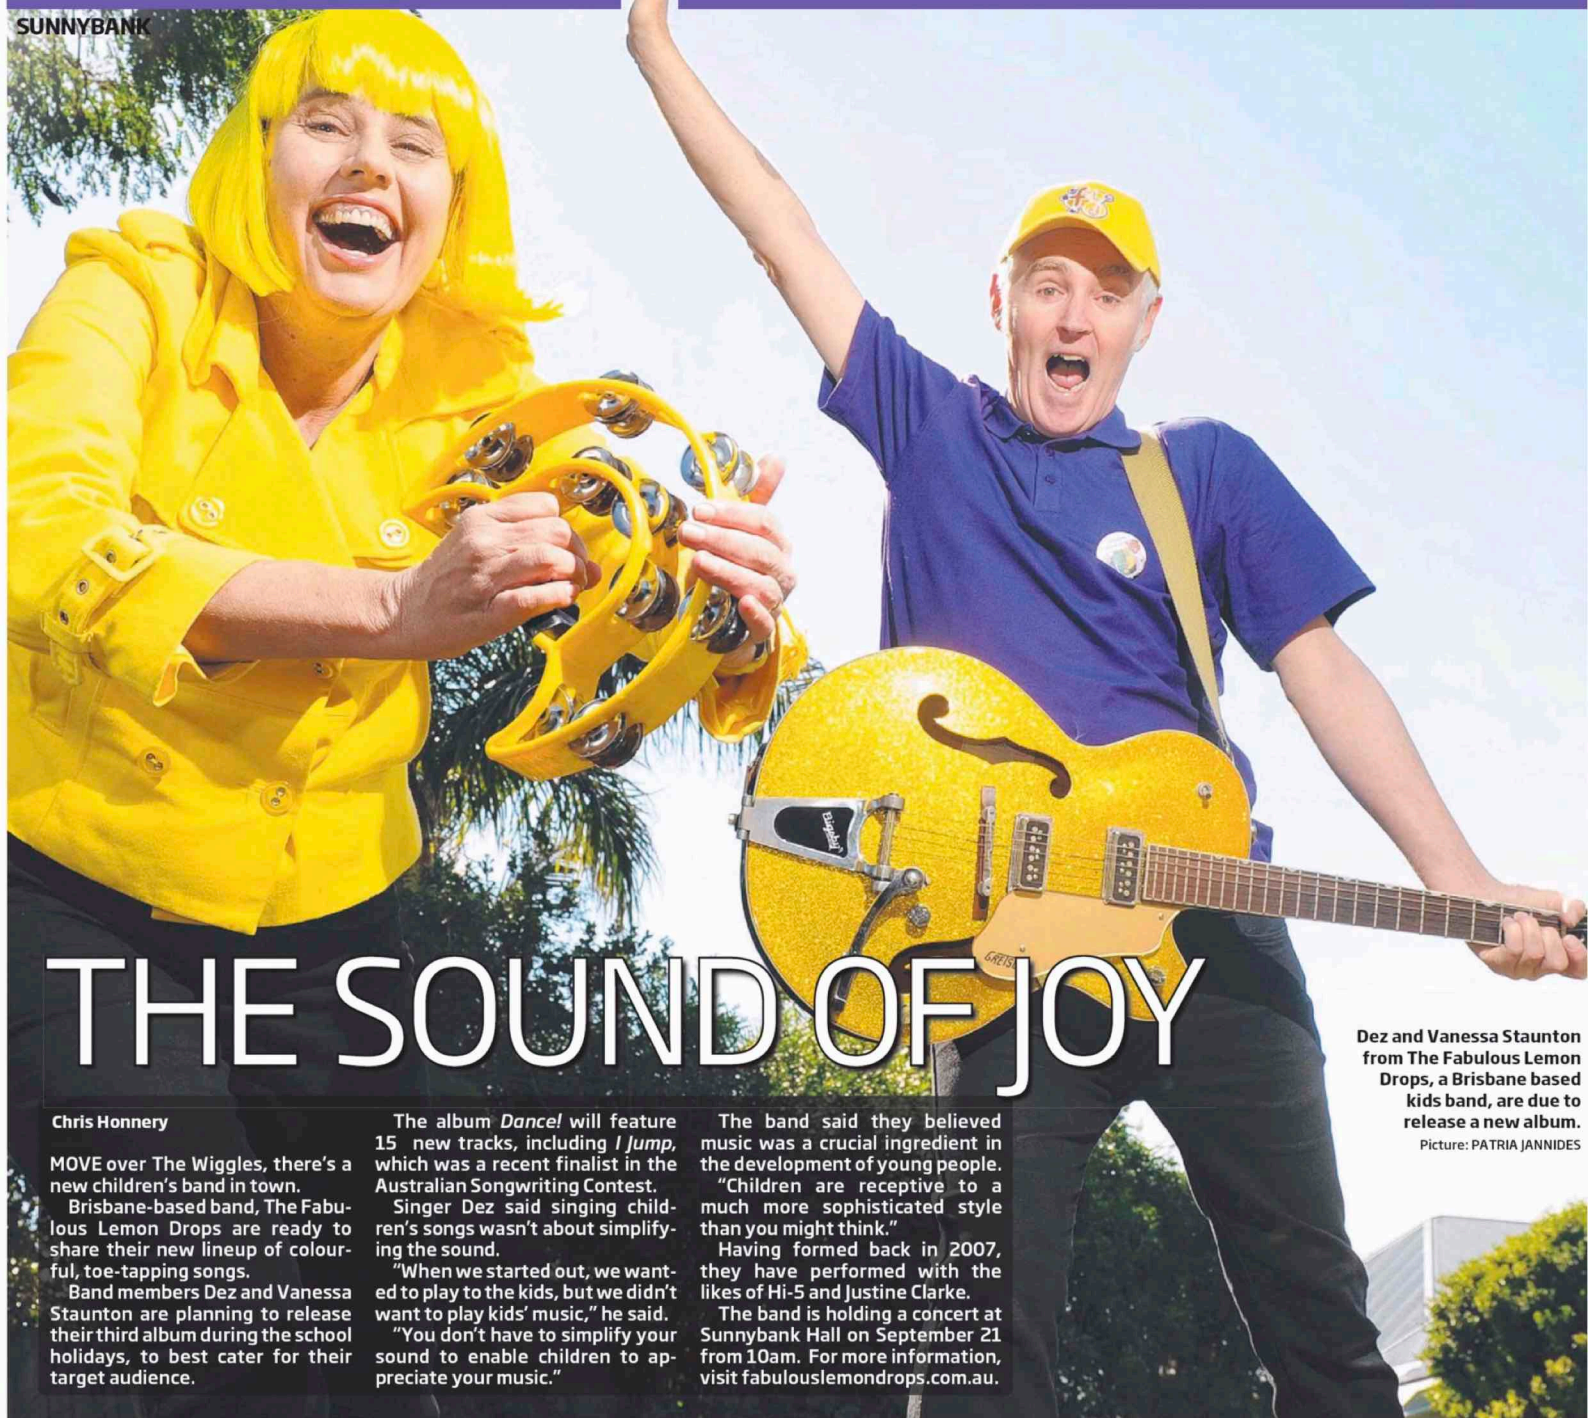 SUNNYBANK
Bigsby
THE SOUND OF JOY
Dez and Vanessa Staunton
from The Fabulous Lemon
Drops, a Brisbane based
kids band, are due to
release a new album.
Picture: PATRIA JANNIDES
Chris Honnery
MOVE over The Wiggles, there's a
new children's band in town.
Brisbane-based band, The Fabu-
lous Lemon Drops are ready to
share their new lineup of colour-
ful, toe-tapping songs.
Band members Dez and Vanessa
Staunton are planning to release
their third album during the school
holidays, to best cater for their
target audience.
The album Dance! will feature
15 new tracks, including I Jump,
which was a recent finalist in the
Australian Songwriting Contest.
Singer Dez said singing child-
ren's songs wasn't about simplify-
ing the sound.
"When we started out, we want-
ed to play to the kids, but we didn't
want to play kids' music," he said.
"You don't have to simplify your
sound to enable children to ap-
preciate your music."
The band said they believed
music was a crucial ingredient in
the development of young people.
"Children are receptive to a
much more sophisticated style
than you might think."
Having formed back in 2007,
they have performed with the
likes of Hi-5 and Justine Clarke.
The band is holding a concert at
Sunnybank Hall on September 21
from 10am. For more information,
visit fabulouslemondrops.com.au.